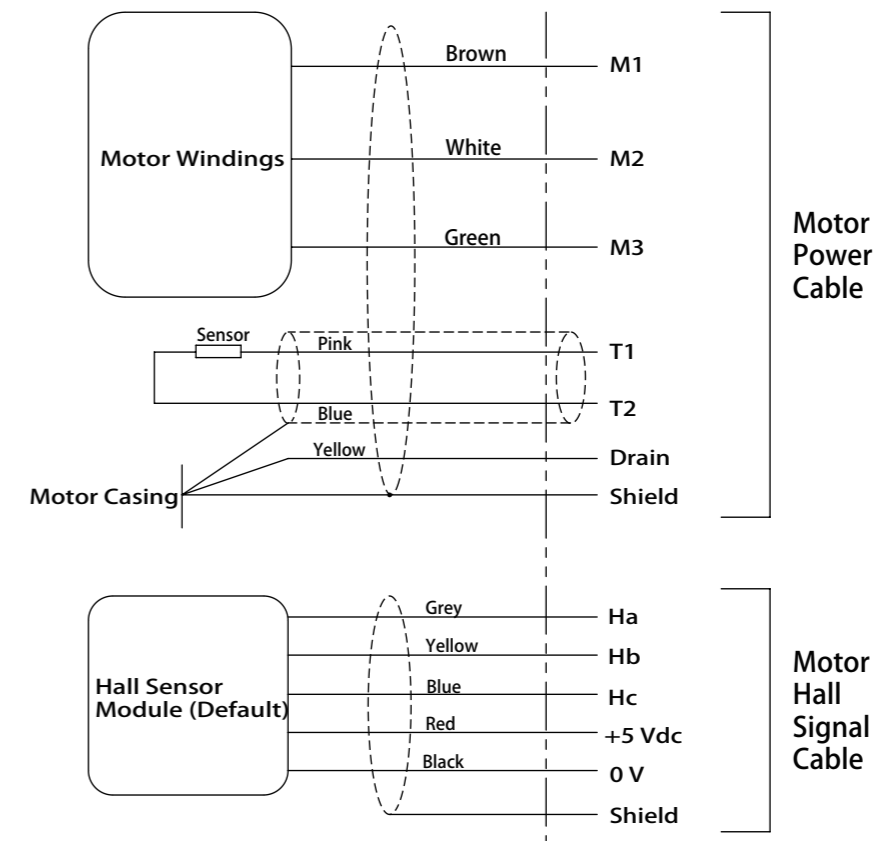 Brown
M1
Motor Windings
White
M2
Green
M3
Motor
Power
Cable
Sensor
Pink
T1
T2
Blue
Yellow
Drain
Motor Casing
Shield
Grey
Ha
Yellow
Hb
Hall Sensor
Module (Default)
Blue
Hc
Red
+5 Vdc
Black
0 V
Shield
Motor
Hall
Signal
Cable